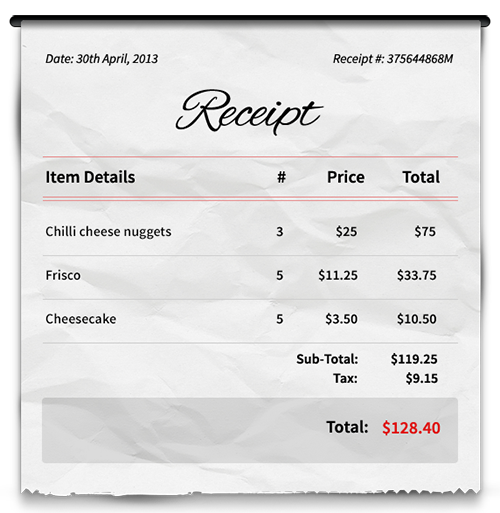 Date: 30th April, 2013 Receipt #: 375644868M
Receipt
Item Details # Price Total
Chilli cheese nuggets 3 $25 $75
Frisco 5 $11.25 $33.75
Cheesecake 5 $3.50 $10.50
Sub-Total: $119.25
Tax: $9.15
Total: $128.40